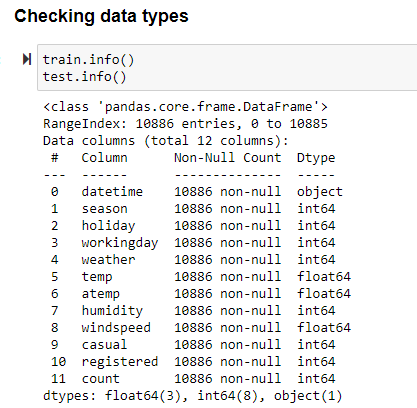 Checking data types
train.info()
test.info()
<class 'pandas.core.frame.DataFrame'>
RangeIndex: 10886 entries, 0 to 10885
Data columns (total 12 columns):
 #   Column      Non-Null Count  Dtype
---  ------      --------------  -----
 0   datetime    10886 non-null  object
 1   season      10886 non-null  int64
 2   holiday     10886 non-null  int64
 3   workingday  10886 non-null  int64
 4   weather     10886 non-null  int64
 5   temp        10886 non-null  float64
 6   atemp       10886 non-null  float64
 7   humidity    10886 non-null  int64
 8   windspeed   10886 non-null  float64
 9   casual      10886 non-null  int64
 10  registered  10886 non-null  int64
 11  count       10886 non-null  int64
dtypes: float64(3), int64(8), object(1)